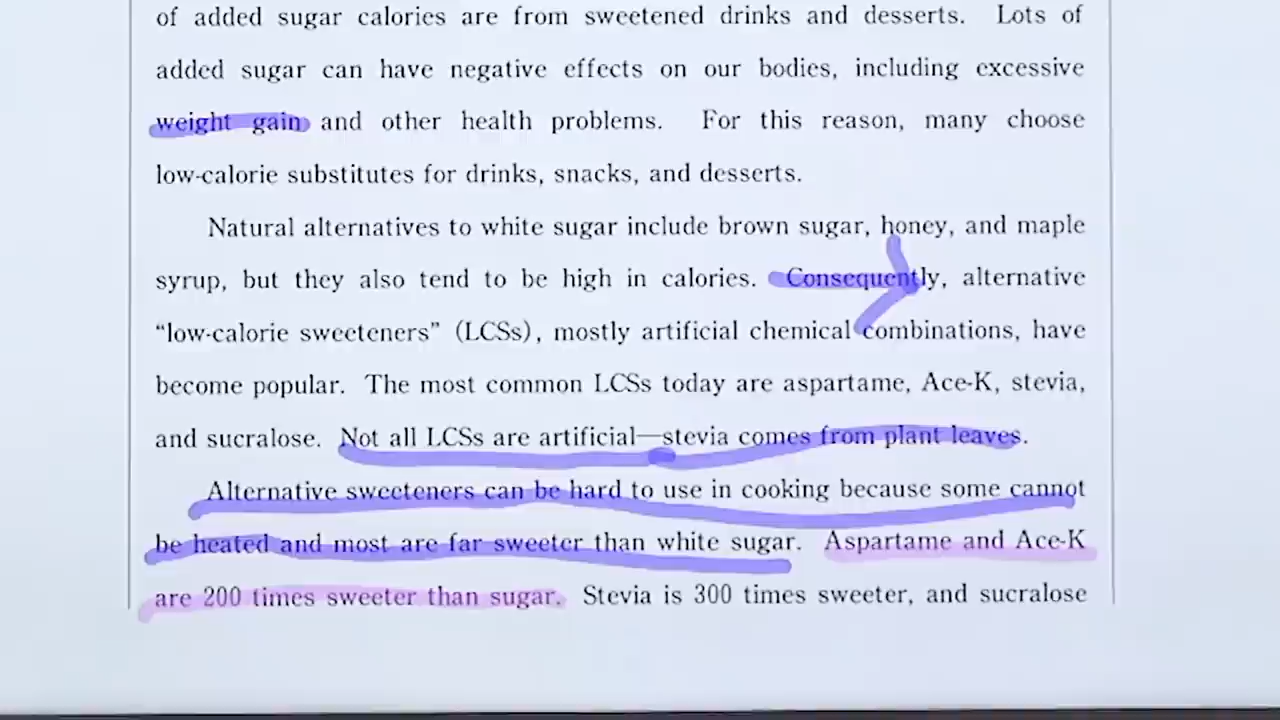 of added sugar calories are from sweetened drinks and desserts. Lots of
added sugar can have negative effects on our bodies, including excessive
weight gain and other health problems. For this reason, many choose
low-calorie substitutes for drinks, snacks, and desserts.
Natural alternatives to white sugar include brown sugar, honey, and maple
syrup, but they also tend to be high in calories. Consequently, alternative
“low-calorie sweeteners” (LCSs), mostly artificial chemical combinations, have
become popular. The most common LCSs today are aspartame, Ace-K, stevia,
and sucralose. Not all LCSs are artificial—stevia comes from plant leaves.
Alternative sweeteners can be hard to use in cooking because some cannot
be heated and most are far sweeter than white sugar. Aspartame and Ace-K
are 200 times sweeter than sugar. Stevia is 300 times sweeter, and sucralose